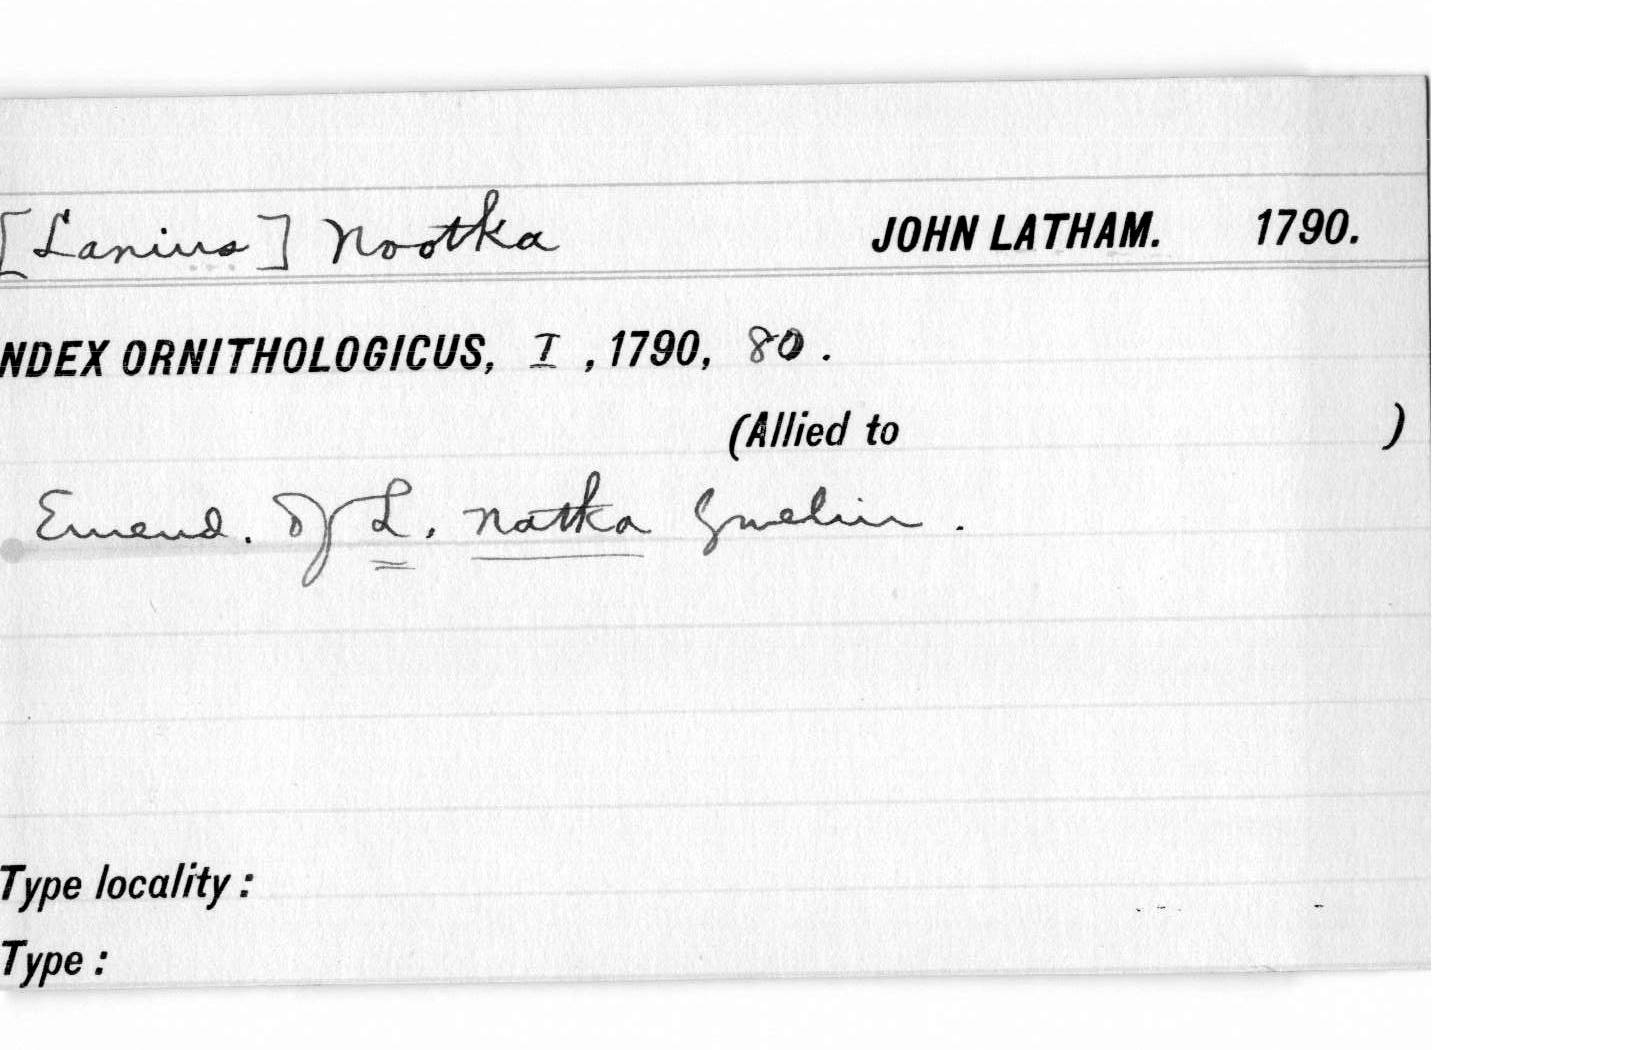 [Lanius] Nootka JOHN LATHAM. 1790.
NDEX ORNITHOLOGICUS, I , 1790, 80 .
(Allied to )
Emend. of L. natka Gmelin .
Type locality :
Type :